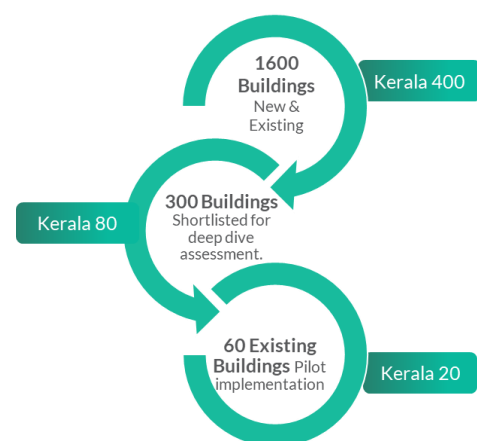 1600
Buildings
New &
Existing
Kerala 400
300 Buildings
Shortlisted for
deep dive
assessment.
Kerala 80
60 Existing
Buildings Pilot
implementation
Kerala 20